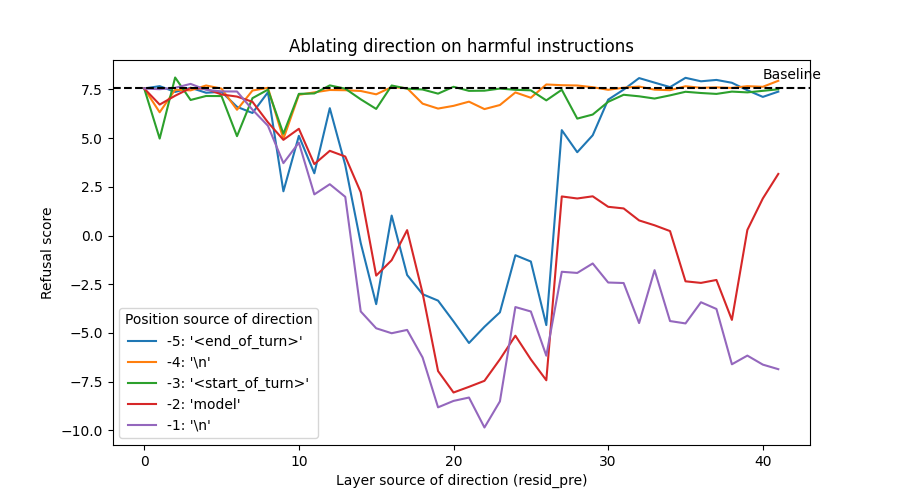 Ablating direction on harmful instructions
Baseline
7.5
5.0
2.5
0.0
−2.5
−5.0
−7.5
−10.0
Refusal score
Position source of direction
-5: '<end_of_turn>'
-4: '\n'
-3: '<start_of_turn>'
-2: 'model'
-1: '\n'
0 10 20 30 40
Layer source of direction (resid_pre)